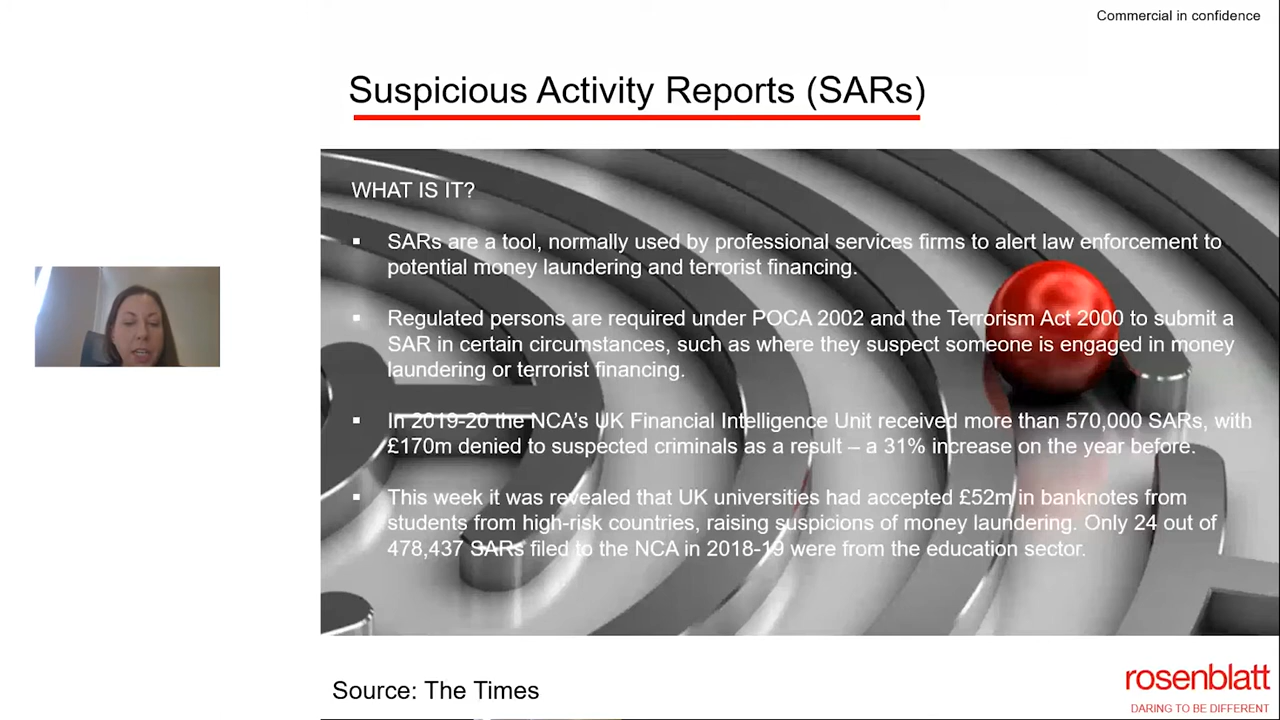 Commercial in confidence
Suspicious Activity Reports (SARs)
WHAT IS IT?
▪ SARs are a tool, normally used by professional services firms to alert law enforcement to
potential money laundering and terrorist financing.
▪ Regulated persons are required under POCA 2002 and the Terrorism Act 2000 to submit a
SAR in certain circumstances, such as where they suspect someone is engaged in money
laundering or terrorist financing.
▪ In 2019-20 the NCA's UK Financial Intelligence Unit received more than 570,000 SARs, with
£170m denied to suspected criminals as a result – a 31% increase on the year before.
▪ This week it was revealed that UK universities had accepted £52m in banknotes from
students from high-risk countries, raising suspicions of money laundering. Only 24 out of
478,437 SARs filed to the NCA in 2018-19 were from the education sector.
Source: The Times
rosenblatt
DARING TO BE DIFFERENT